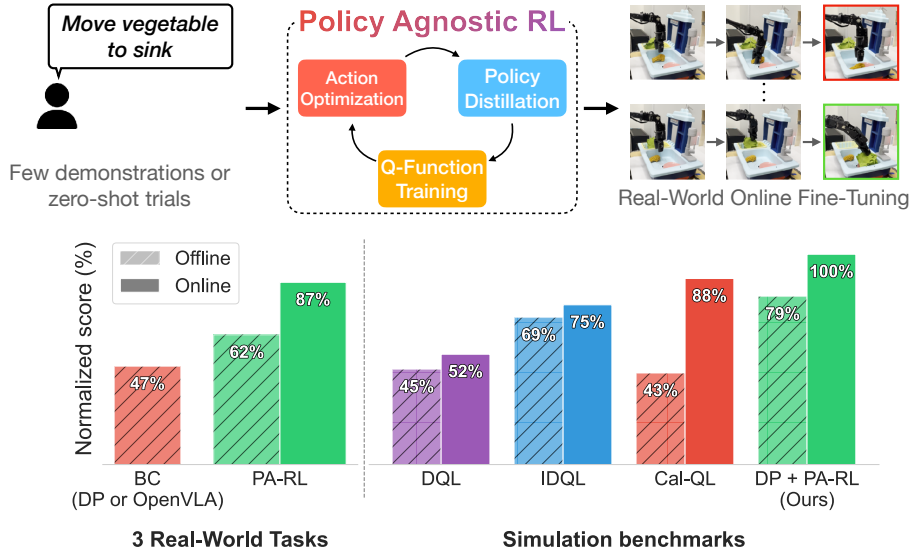 Move vegetable
to sink
Few demonstrations or
zero-shot trials
Policy Agnostic RL
Action
Optimization
Policy
Distillation
Q-Function
Training
Real-World Online Fine-Tuning
Normalized score (%)
Offline
Online
47%
62%
87%
45%
52%
69%
75%
43%
88%
79%
100%
BC
(DP or OpenVLA)
PA-RL
DQL
IDQL
Cal-QL
DP + PA-RL
(Ours)
3 Real-World Tasks
Simulation benchmarks